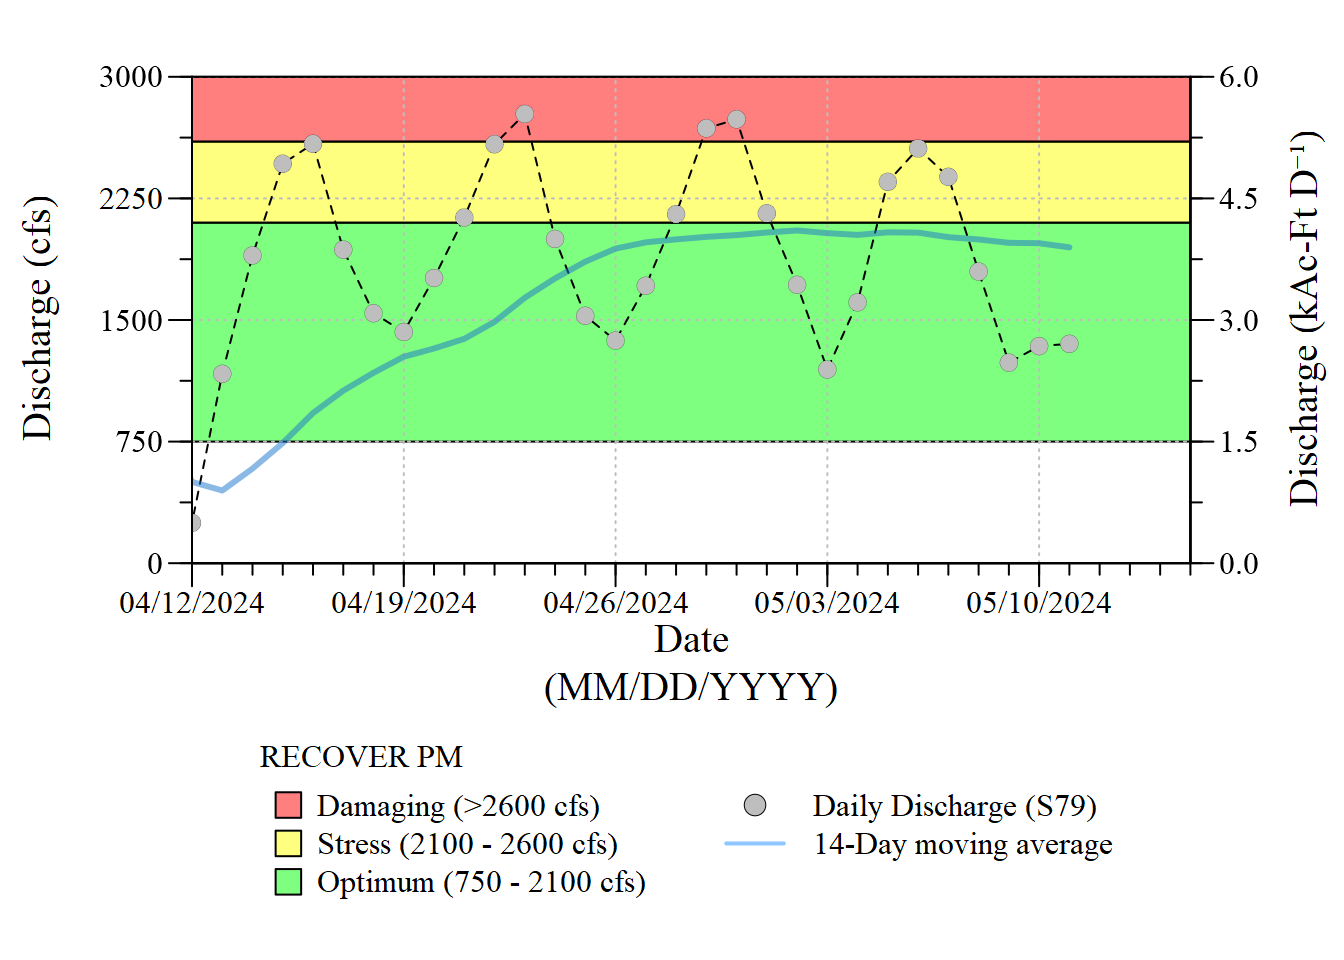 3000
2250
1500
750
0
Discharge (cfs)
6.0
4.5
3.0
1.5
0.0
Discharge (kAc-Ft D⁻¹)
04/12/2024 04/19/2024 04/26/2024 05/03/2024 05/10/2024
Date
(MM/DD/YYYY)
RECOVER PM
Damaging (>2600 cfs)
Stress (2100 - 2600 cfs)
Optimum (750 - 2100 cfs)
Daily Discharge (S79)
14-Day moving average